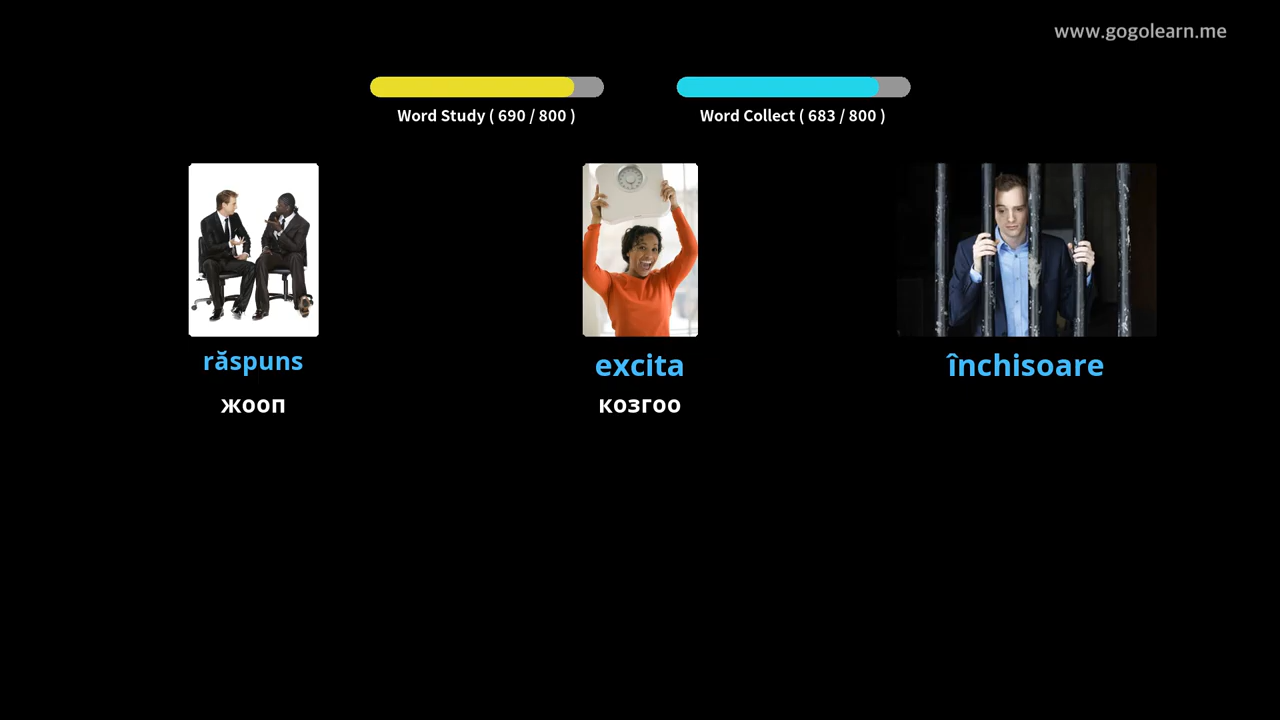 www.gogolearn.me
Word Study ( 690 / 800 )
Word Collect ( 683 / 800 )
răspuns
excita
închisoare
жооп
козгоо